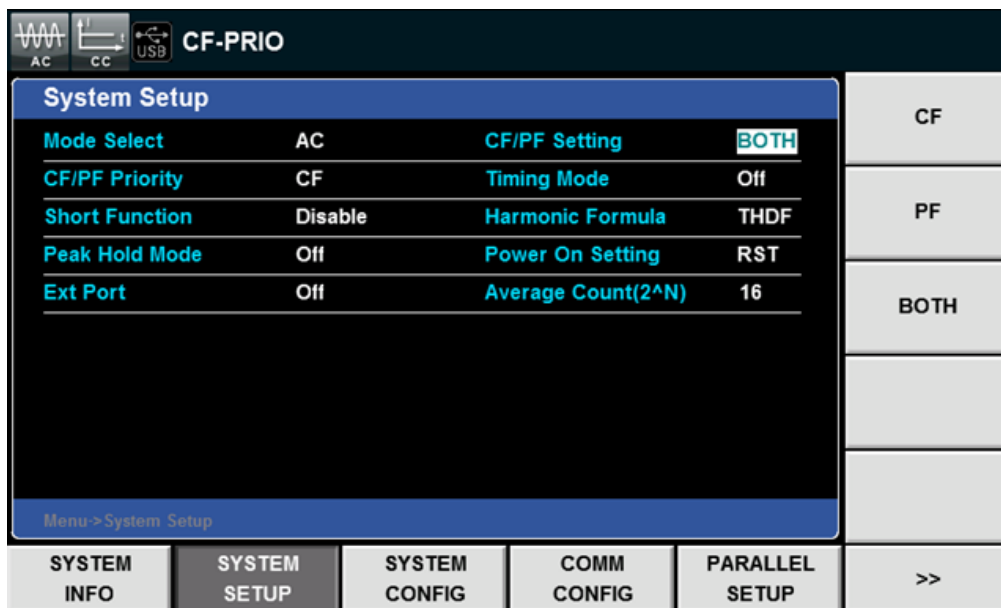 AC CC USB CF-PRIO
System Setup
Mode Select AC CF/PF Setting BOTH
CF/PF Priority CF Timing Mode Off
Short Function Disable Harmonic Formula THDF
Peak Hold Mode Off Power On Setting RST
Ext Port Off Average Count(2^N) 16
Menu->System Setup
CF
PF
BOTH
SYSTEM INFO
SYSTEM SETUP
SYSTEM CONFIG
COMM CONFIG
PARALLEL SETUP
>>